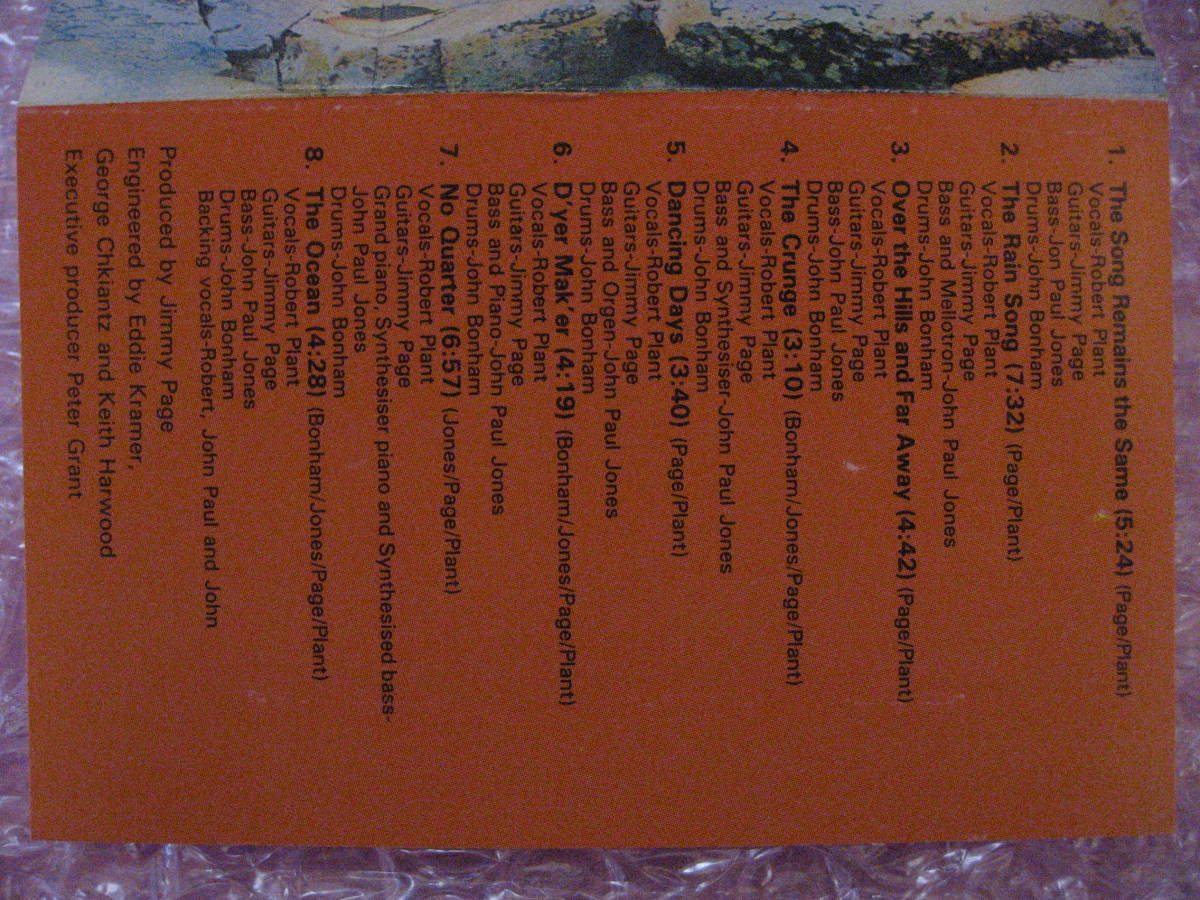 1. The Song Remains the Same (5:24) (Page/Plant)
Vocals-Robert Plant
Guitars-Jimmy Page
Bass-Jon Paul Jones
Drums-John Bonham
2. The Rain Song (7:32) (Page/Plant)
Vocals-Robert Plant
Guitars-Jimmy Page
Bass and Mellotron-John Paul Jones
Drums-John Bonham
3. Over the Hills and Far Away (4:42) (Page/Plant)
Vocals-Robert Plant
Guitars-Jimmy Page
Bass-John Paul Jones
Drums-John Bonham
4. The Crunge (3:10) (Bonham/Jones/Page/Plant)
Vocals-Robert Plant
Guitars-Jimmy Page
Bass and Synthesiser-John Paul Jones
Drums-John Bonham
5. Dancing Days (3:40) (Page/Plant)
Vocals-Robert Plant
Guitars-Jimmy Page
Bass and Orgen-John Paul Jones
Drums-John Bonham
6. D'yer Mak'er (4:19) (Bonham/Jones/Page/Plant)
Vocals-Robert Plant
Guitars-Jimmy Page
Bass and Piano-John Paul Jones
Drums-John Bonham
7. No Quarter (6:57) (Jones/Page/Plant)
Vocals-Robert Plant
Guitars-Jimmy Page
Grand piano, Synthesiser piano and Synthesised bass-
John Paul Jones
Drums-John Bonham
8. The Ocean (4:28) (Bonham/Jones/Page/Plant)
Vocals-Robert Plant
Guitars-Jimmy Page
Bass-John Paul Jones
Drums-John Bonham
Backing vocals-Robert, John Paul and John
Produced by Jimmy Page
Engineered by Eddie Kramer,
George Chkiantz and Keith Harwood
Executive producer Peter Grant